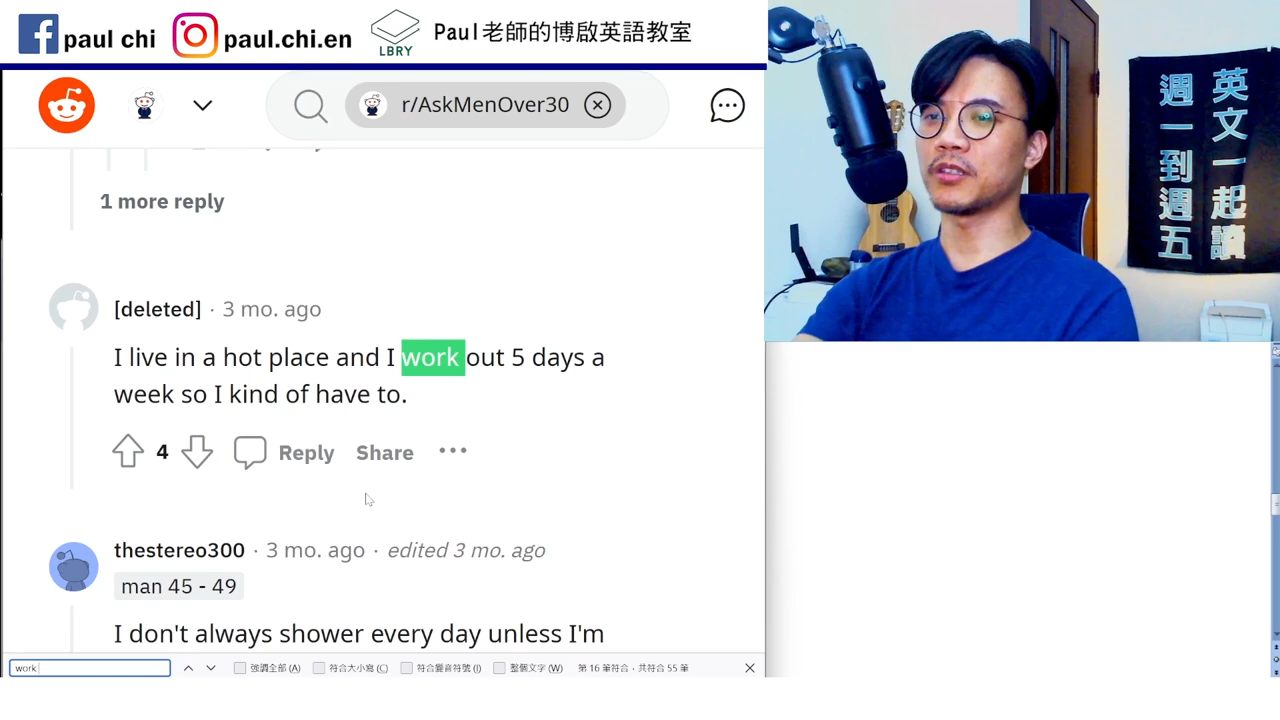 paul chi
paul.chi.en
LBRY
Paul老師的博啟英語教室
r/AskMenOver30
1 more reply
[deleted] · 3 mo. ago
I live in a hot place and I work out 5 days a
week so I kind of have to.
4
Reply
Share
thestereo300 · 3 mo. ago · edited 3 mo. ago
man 45 - 49
I don't always shower every day unless I'm
work
強調全部 (A)
符合大小寫 (C)
符合變音符號 (I)
整個文字 (W)
第 16 筆符合，共符合 55 筆
英文一起讀
週一到週五